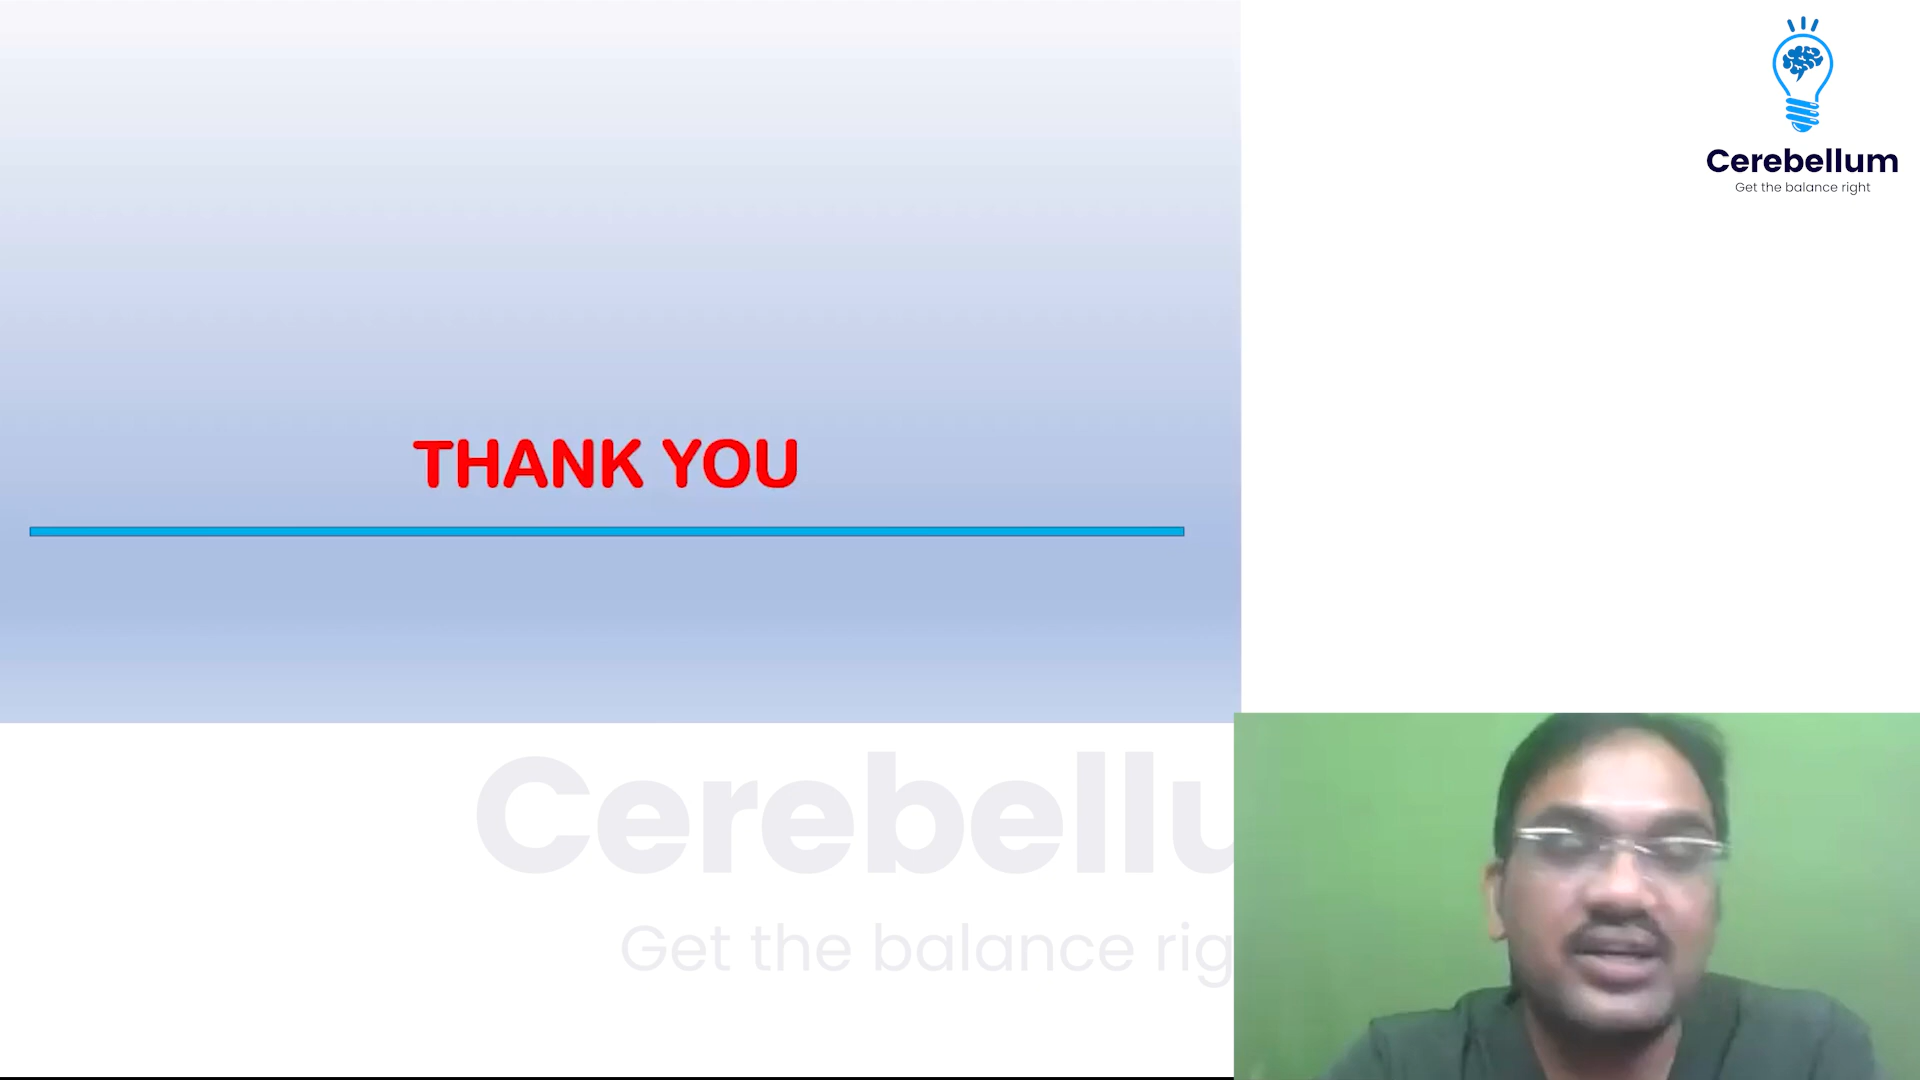 Cerebellum
Get the balance right
THANK YOU
Cerebellu
Get the balance rig